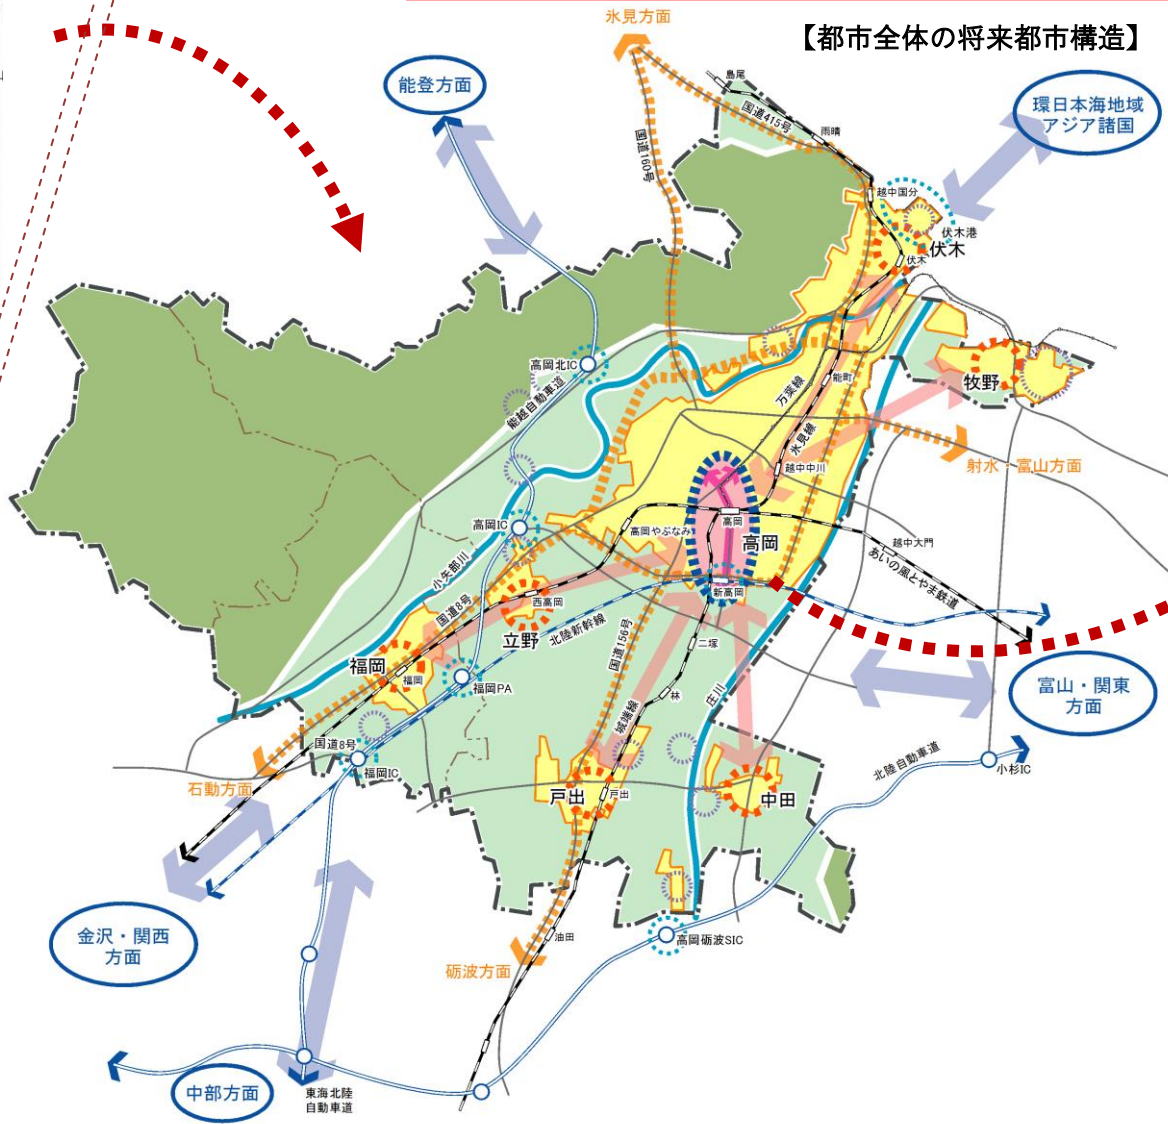 氷見方面
【都市全体の将来都市構造】
能登方面
島尾
国道415号
雨晴
環日本海地域
アジア諸国
国道160号
越中国分
伏木港
伏木
伏木
高岡北IC
能越自動車道
万葉線
能町
牧野
氷見線
越中中川
射水・富山方面
高岡IC
高岡やぶなみ
高岡
高岡
越中大門
あいの風とやま鉄道
小矢部川
国道8号
西高岡
新高岡
立野
北陸新幹線
国道156号
二塚
福岡
福岡
福岡PA
林
庄川
城端線
富山・関東
方面
国道8号
福岡IC
北陸自動車道
小杉IC
石動方面
戸出
戸出
中田
金沢・関西
方面
油田
高岡砺波SIC
砺波方面
中部方面
東海北陸
自動車道